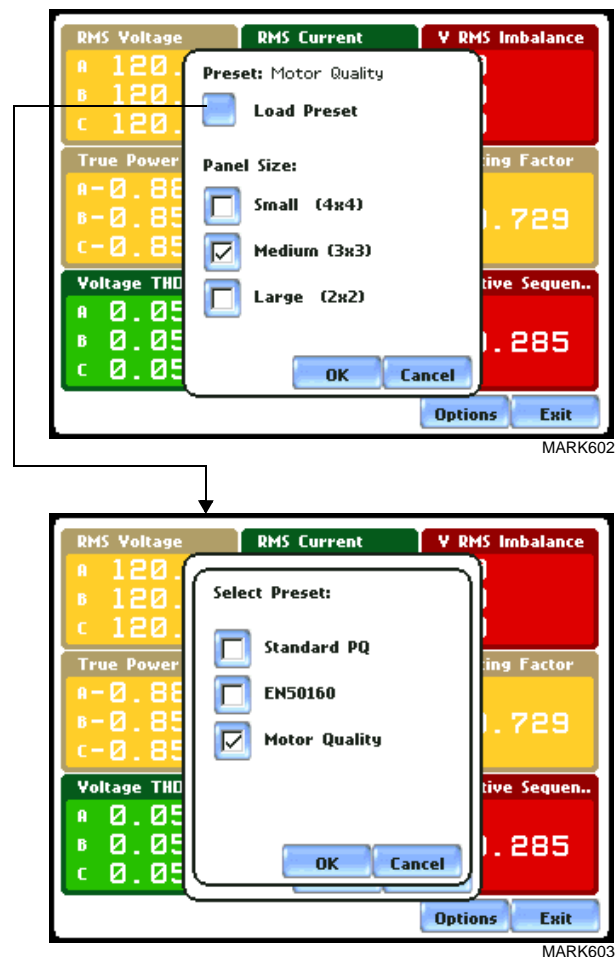 RMS Voltage RMS Current V RMS Imbalance
A 120.
B 120.
C 120.
Preset: Motor Quality
Load Preset
True Power ing Factor
A-0.88
B-0.85
C-0.85
.729
Panel Size:
Small (4x4)
Medium (3x3)
Large (2x2)
Voltage THD tive Sequen..
A 0.05
B 0.05
C 0.05
.285
OK Cancel
Options Exit
MARK602
RMS Voltage RMS Current V RMS Imbalance
A 120.
B 120.
C 120.
Select Preset:
Standard PQ
EN50160
Motor Quality
True Power ing Factor
A-0.88
B-0.85
C-0.85
.729
Voltage THD tive Sequen..
A 0.05
B 0.05
C 0.05
.285
OK Cancel
Options Exit
MARK603